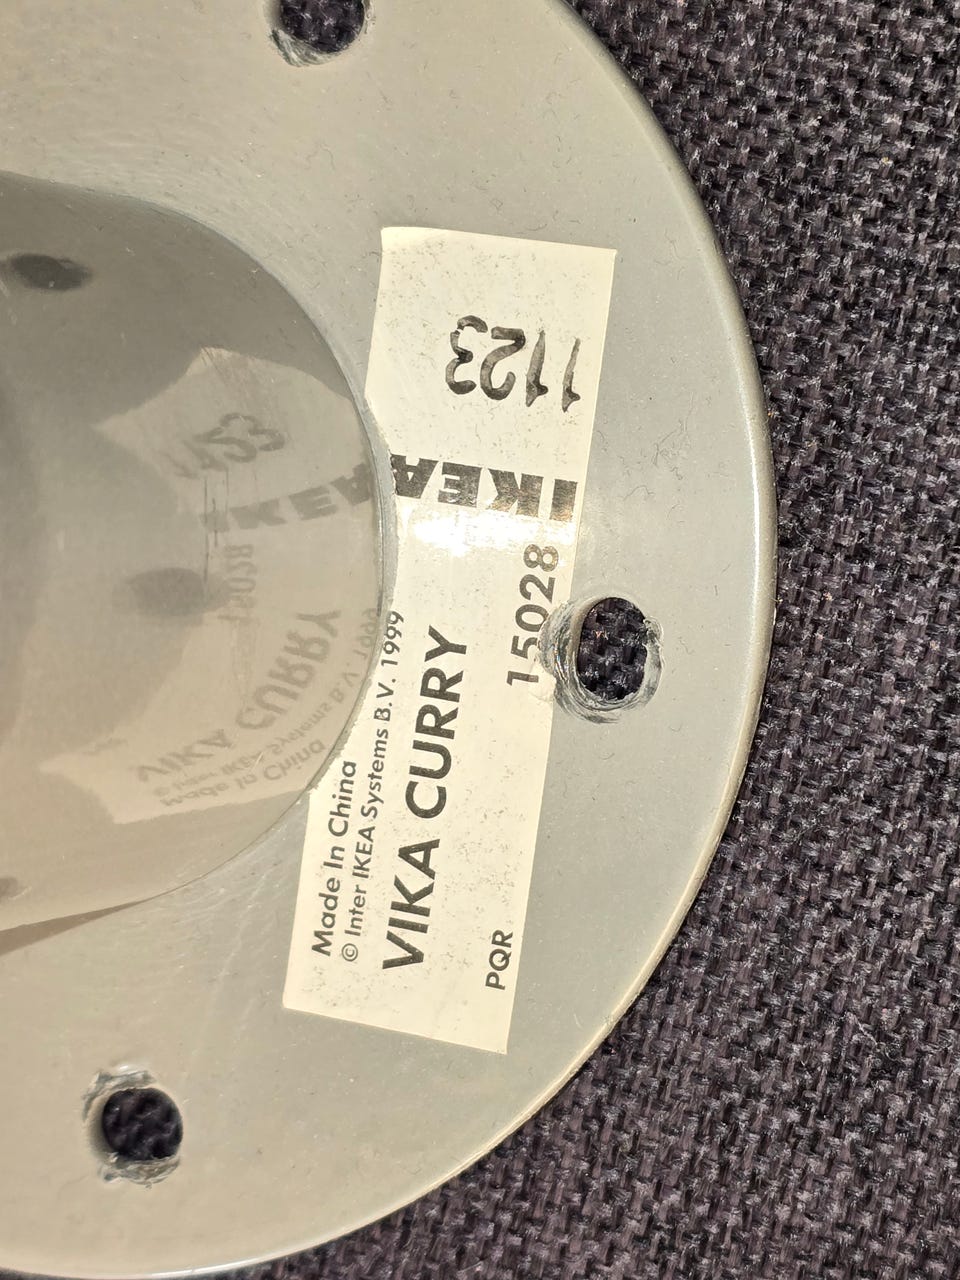 Made In China
© Inter IKEA Systems B.V. 1999
VIKA CURRY
15028
PQR
IKEA
1123